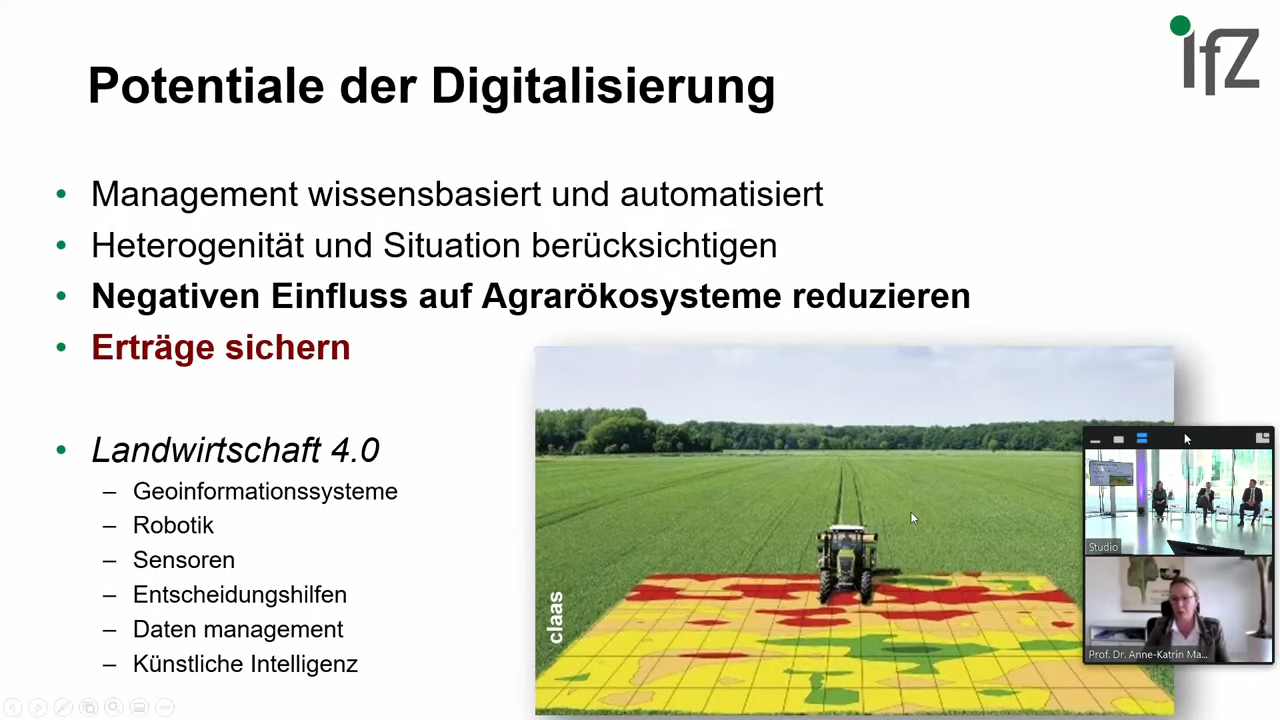 Potentiale der Digitalisierung
ifZ
• Management wissensbasiert und automatisiert
• Heterogenität und Situation berücksichtigen
• Negativen Einfluss auf Agrarökosysteme reduzieren
• Erträge sichern
• Landwirtschaft 4.0
– Geoinformationssysteme
– Robotik
– Sensoren
– Entscheidungshilfen
– Daten management
– Künstliche Intelligenz
claas
Studio
Prof. Dr. Anne-Katrin Ma...